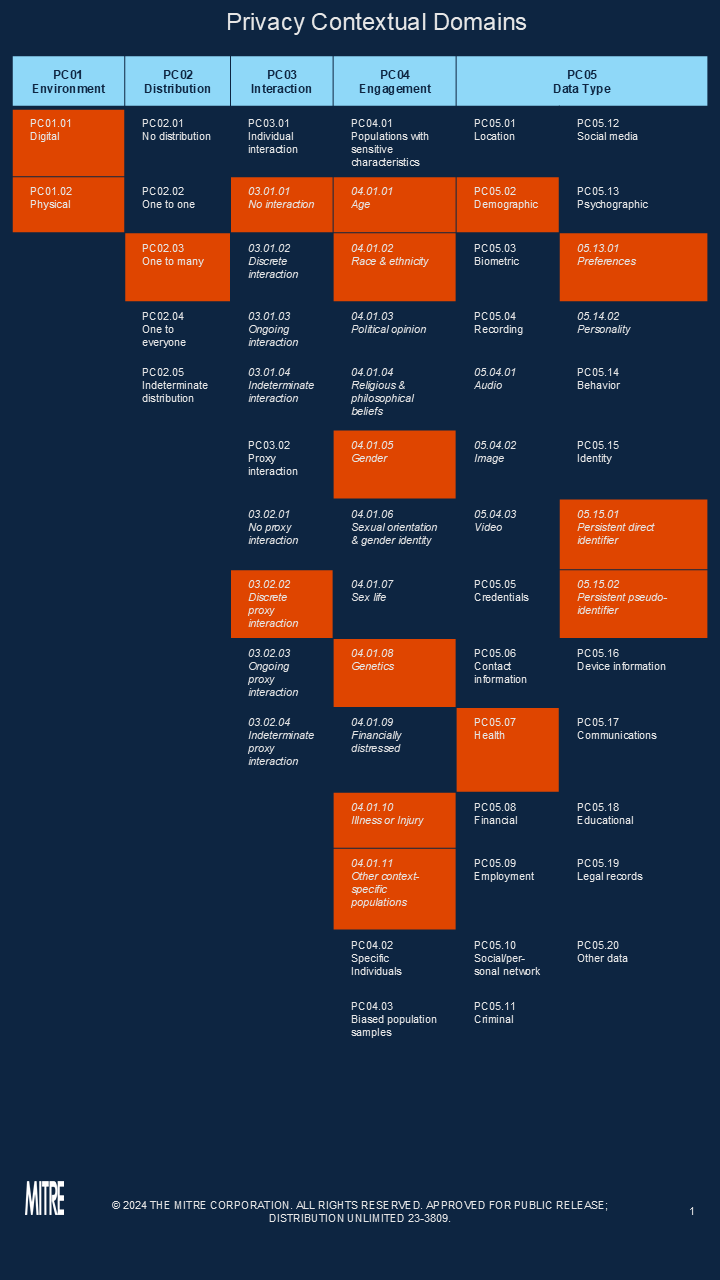 Privacy Contextual Domains
PC01
Environment
PC02
Distribution
PC03
Interaction
PC04
Engagement
PC05
Data Type
PC01.01
Digital
PC01.02
Physical
PC02.01
No distribution
PC02.02
One to one
PC02.03
One to many
PC02.04
One to
everyone
PC02.05
Indeterminate
distribution
PC03.01
Individual
interaction
03.01.01
No interaction
03.01.02
Discrete
interaction
03.01.03
Ongoing
interaction
03.01.04
Indeterminate
interaction
PC03.02
Proxy
interaction
03.02.01
No proxy
interaction
03.02.02
Discrete
proxy
interaction
03.02.03
Ongoing
proxy
interaction
03.02.04
Indeterminate
proxy
interaction
PC04.01
Populations with
sensitive
characteristics
04.01.01
Age
04.01.02
Race & ethnicity
04.01.03
Political opinion
04.01.04
Religious &
philosophical
beliefs
04.01.05
Gender
04.01.06
Sexual orientation
& gender identity
04.01.07
Sex life
04.01.08
Genetics
04.01.09
Financially
distressed
04.01.10
Illness or Injury
04.01.11
Other context-
specific
populations
PC04.02
Specific
Individuals
PC04.03
Biased population
samples
PC05.01
Location
PC05.02
Demographic
PC05.03
Biometric
PC05.04
Recording
05.04.01
Audio
05.04.02
Image
05.04.03
Video
PC05.05
Credentials
PC05.06
Contact
information
PC05.07
Health
PC05.08
Financial
PC05.09
Employment
PC05.10
Social/per-
sonal network
PC05.11
Criminal
PC05.12
Social media
PC05.13
Psychographic
05.13.01
Preferences
05.14.02
Personality
PC05.14
Behavior
PC05.15
Identity
05.15.01
Persistent direct
identifier
05.15.02
Persistent pseudo-
identifier
PC05.16
Device information
PC05.17
Communications
PC05.18
Educational
PC05.19
Legal records
PC05.20
Other data
MITRE
© 2024 THE MITRE CORPORATION. ALL RIGHTS RESERVED. APPROVED FOR PUBLIC RELEASE;
DISTRIBUTION UNLIMITED 23-3809.
1